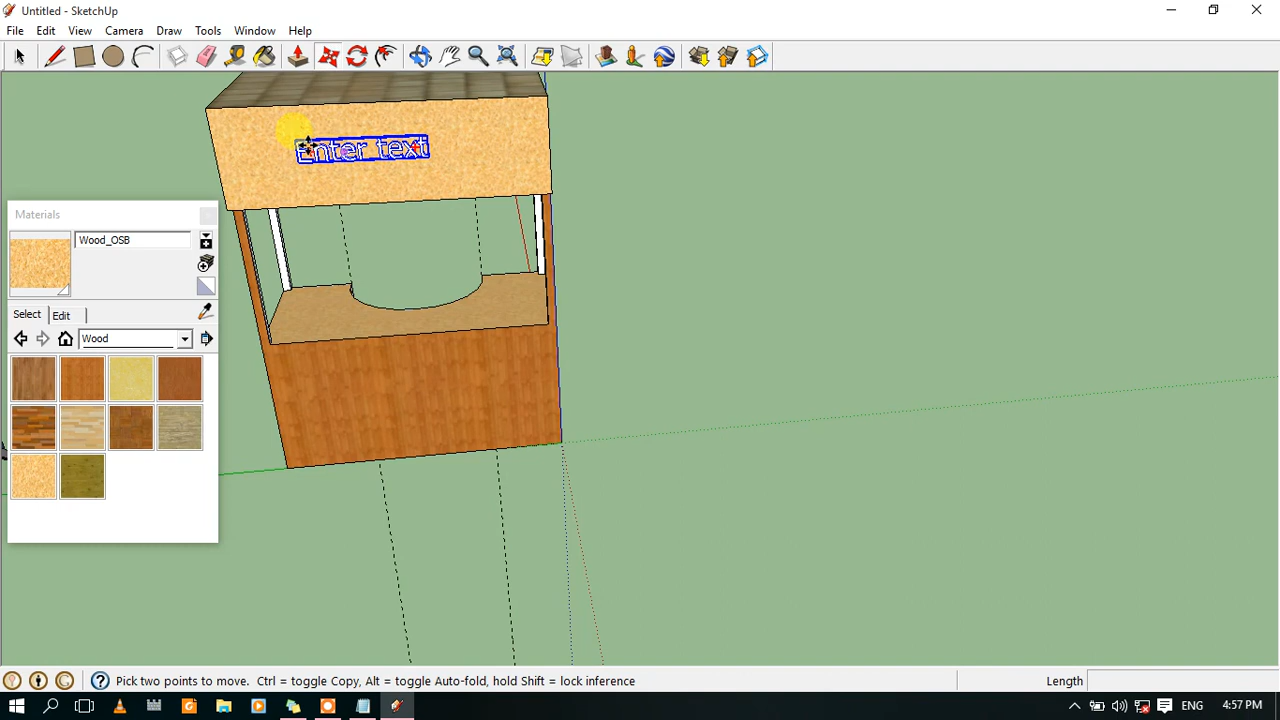 Untitled - SketchUp
File Edit View Camera Draw Tools Window Help
Enter text
Materials
Wood_OSB
Select Edit
Wood
Pick two points to move. Ctrl = toggle Copy, Alt = toggle Auto-fold, hold Shift = lock inference
Length
ENG 4:57 PM